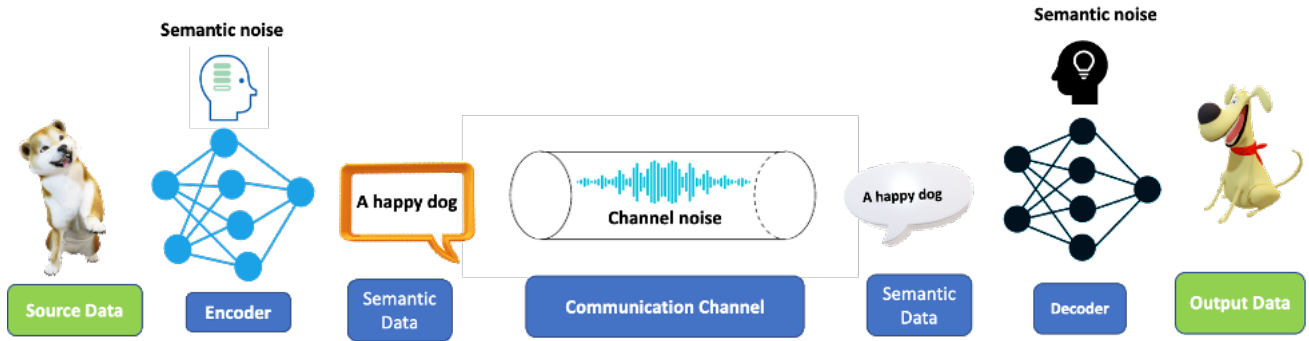 Semantic noise
Semantic noise
A happy dog
Channel noise
A happy dog
Source Data
Encoder
Semantic
Data
Communication Channel
Semantic
Data
Decoder
Output Data